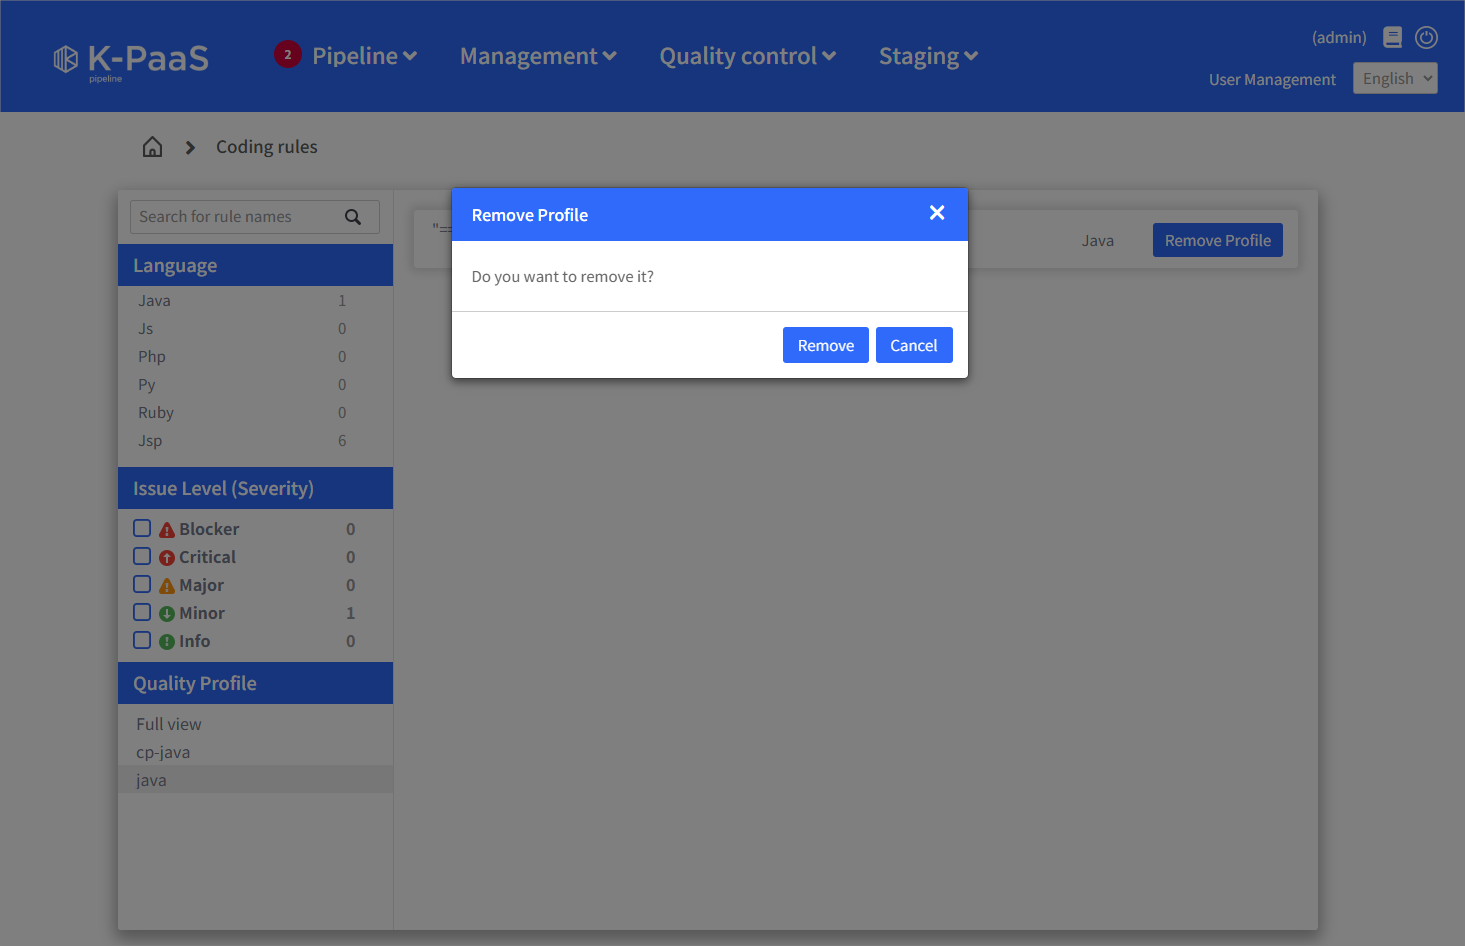 K-PaaS
pipeline
2 Pipeline Management Quality control Staging
(admin)
User Management English
Coding rules
Search for rule names
Language
Java 1
Js 0
Php 0
Py 0
Ruby 0
Jsp 6
Issue Level (Severity)
Blocker 0
Critical 0
Major 0
Minor 1
Info 0
Quality Profile
Full view
cp-java
java
"==
Java Remove Profile
Remove Profile
Do you want to remove it?
Remove Cancel